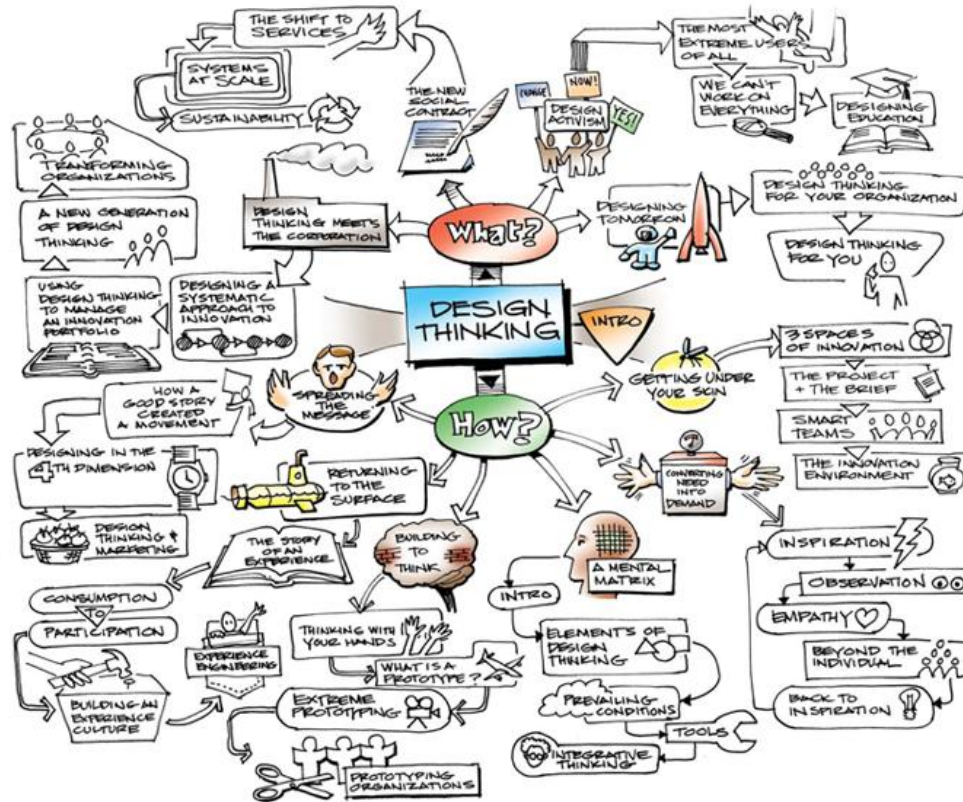 THE SHIFT TO
SERVICES
SYSTEMS
AT SCALE
SUSTAINABILITY
THE NEW
SOCIAL
CONTRACT
CHANGE
NOW!
DESIGN
ACTIVISM
YES!
THE MOST
EXTREME USERS
OF ALL
WE CAN'T
WORK ON
EVERYTHING
DESIGNING
EDUCATION
TRANSFORMING
ORGANIZATIONS
A NEW GENERATION
OF DESIGN
THINKING
USING
DESIGN THINKING
TO MANAGE
AN INNOVATION
PORTFOLIO
DESIGN
THINKING MEETS
THE CORPORATION
DESIGNING A
SYSTEMATIC
APPROACH TO
INNOVATION
What?
DESIGNING
TOMORROW
DESIGN THINKING
FOR YOUR ORGANIZATION
DESIGN THINKING
FOR YOU
DESIGN
THINKING
INTRO
How?
SPREADING
THE
MESSAGE
HOW A
GOOD STORY
CREATED
A MOVEMENT
DESIGNING IN THE
4TH DIMENSION
DESIGN
THINKING +
MARKETING
GETTING UNDER
YOUR SKIN
3 SPACES
OF INNOVATION
THE PROJECT
+ THE BRIEF
SMART
TEAMS
THE INNOVATION
ENVIRONMENT
RETURNING
TO THE
SURFACE
THE STORY
OF AN
EXPERIENCE
CONSUMPTION
TO
PARTICIPATION
BUILDING AN
EXPERIENCE
CULTURE
EXPERIENCE
ENGINEERING
BUILDING
TO
THINK
THINKING WITH
YOUR HANDS
WHAT IS A
PROTOTYPE?
EXTREME
PROTOTYPING
PROTOTYPING
ORGANIZATIONS
A MENTAL
MATRIX
INTRO
ELEMENTS OF
DESIGN
THINKING
PREVAILING
CONDITIONS
TOOLS
INTEGRATIVE
THINKING
CONVERTING
NEED
INTO
DEMAND
INSPIRATION
OBSERVATION
EMPATHY
BEYOND THE
INDIVIDUAL
BACK TO
INSPIRATION